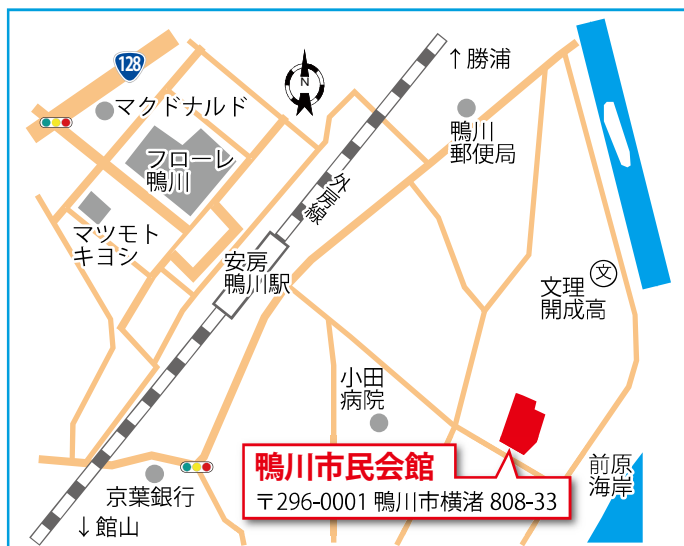 128
↑勝浦
N
マクドナルド
鴨川
郵便局
フローレ
鴨川
外房線
マツモト
キヨシ
安房
鴨川駅
文
文理
開成高
小田
病院
鴨川市民会館
〒296-0001 鴨川市横渚 808-33
前原
海岸
京葉銀行
↓館山